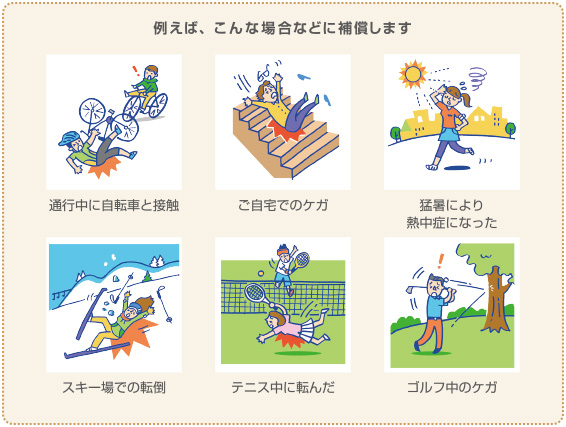 例えば、こんな場合などに補償します
通行中に自転車と接触
ご自宅でのケガ
猛暑により
熱中症になった
スキー場での転倒
テニス中に転んだ
ゴルフ中のケガ